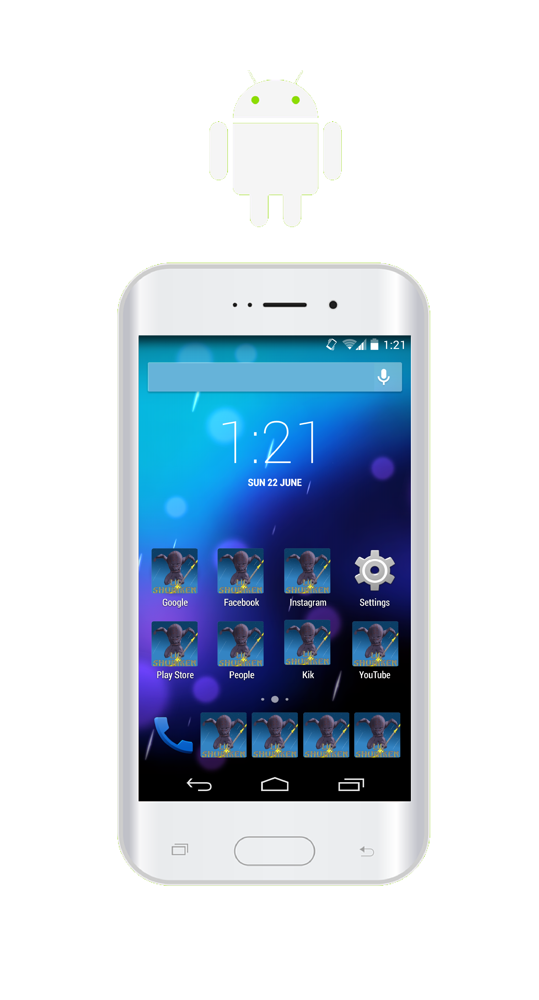 1:21
1:21
SUN 22 JUNE
LIL LIL LIL
SHURIKEN SHURIKEN SHURIKEN
Google Facebook Instagram Settings
LIL LIL LIL LIL
SHURIKEN SHURIKEN SHURIKEN SHURIKEN
Play Store People Kik YouTube
LIL LIL LIL LIL
SHURIKEN SHURIKEN SHURIKEN SHURIKEN